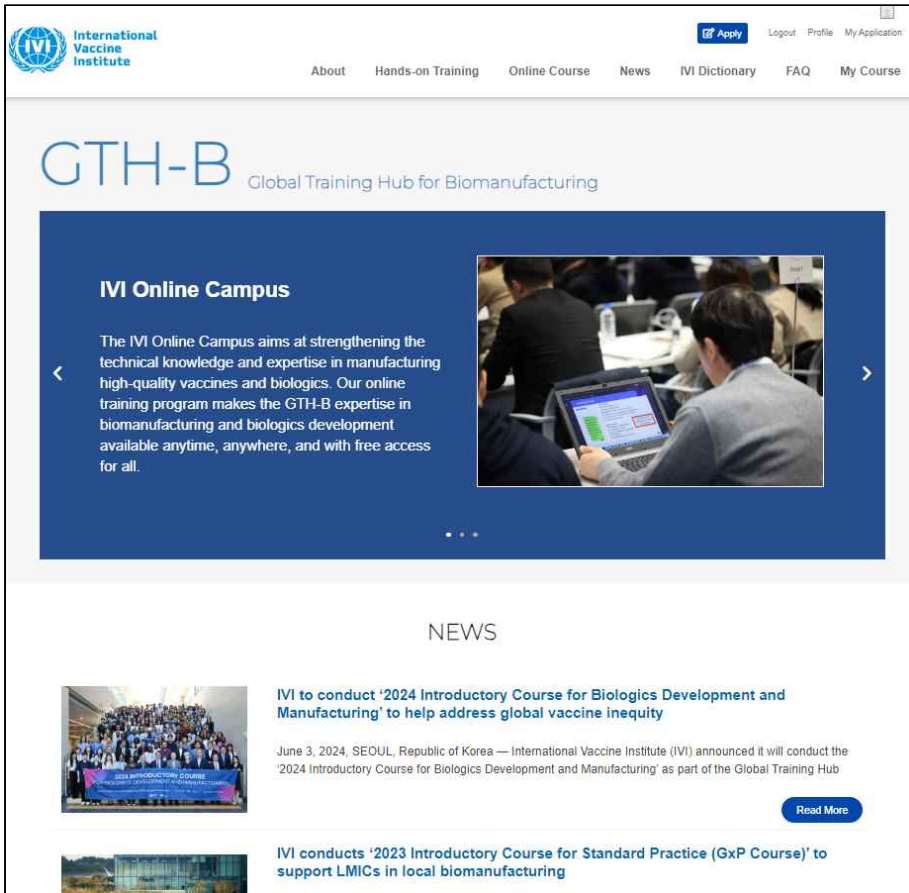 IVI
International
Vaccine
Institute
Apply
Logout Profile My Application
About Hands-on Training Online Course News IVI Dictionary FAQ My Course
GTH-B Global Training Hub for Biomanufacturing
IVI Online Campus
The IVI Online Campus aims at strengthening the
technical knowledge and expertise in manufacturing
high-quality vaccines and biologics. Our online
training program makes the GTH-B expertise in
biomanufacturing and biologics development
available anytime, anywhere, and with free access
for all.
NEWS
IVI to conduct ‘2024 Introductory Course for Biologics Development and
Manufacturing’ to help address global vaccine inequity
June 3, 2024, SEOUL, Republic of Korea — International Vaccine Institute (IVI) announced it will conduct the
‘2024 Introductory Course for Biologics Development and Manufacturing’ as part of the Global Training Hub
INTRODUCTORY COURSE
Read More
IVI conducts ‘2023 Introductory Course for Standard Practice (GxP Course)’ to
support LMICs in local biomanufacturing